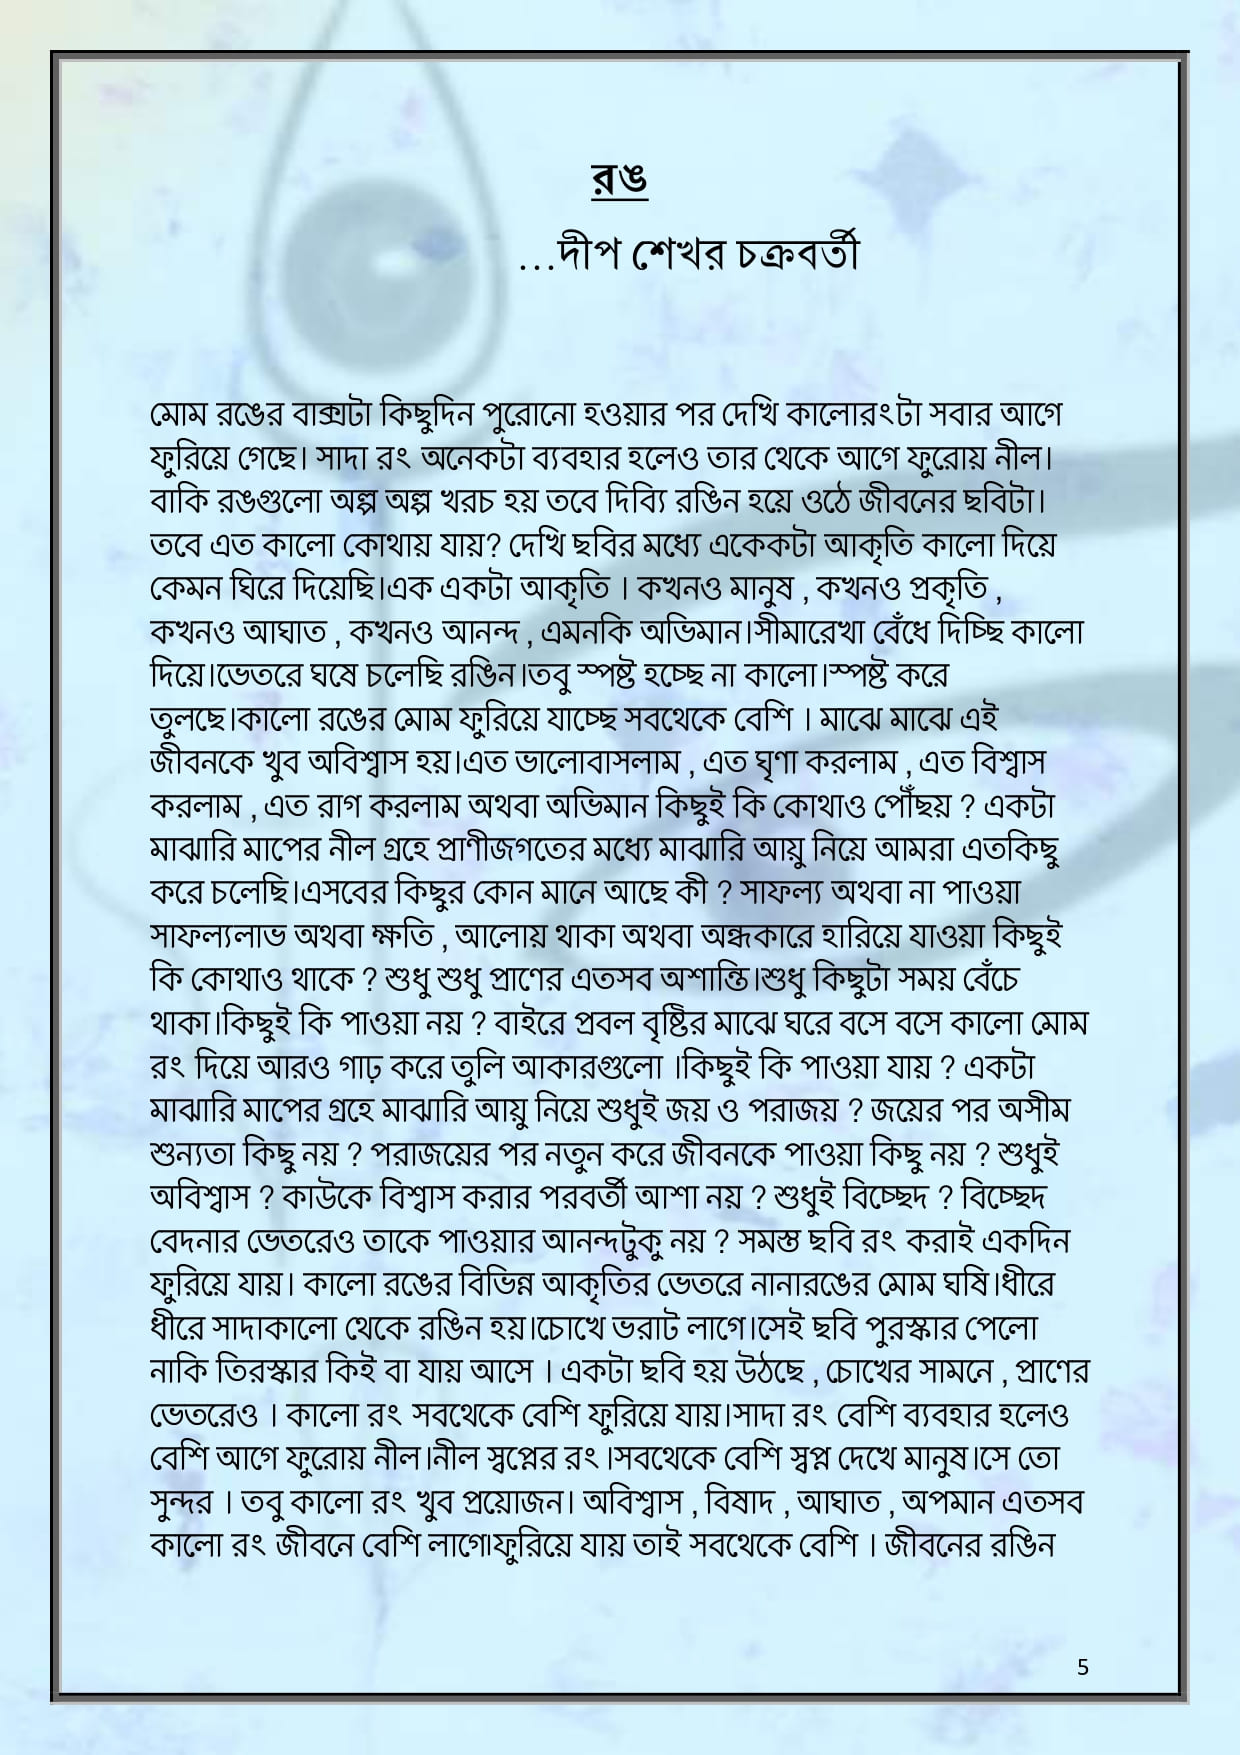 রঙ
...দীপ শেখর চক্রবর্তী
মোম রঙের বাক্সটা কিছুদিন পুরোনো হওয়ার পর দেখি কালোরংটা সবার আগে
ফুরিয়ে গেছে। সাদা রং অনেকটা ব্যবহার হলেও তার থেকে আগে ফুরোয় নীল।
বাকি রঙগুলো অল্প অল্প খরচ হয় তবে দিব্যি রঙিন হয়ে ওঠে জীবনের ছবিটা।
তবে এত কালো কোথায় যায়? দেখি ছবির মধ্যে একেকটা আকৃতি কালো দিয়ে
কেমন ঘিরে দিয়েছি।এক একটা আকৃতি । কখনও মানুষ , কখনও প্রকৃতি ,
কখনও আঘাত , কখনও আনন্দ , এমনকি অভিমান।সীমারেখা বেঁধে দিচ্ছি কালো
দিয়ে।ভেতরে ঘষে চলেছি রঙিন।তবু স্পষ্ট হচ্ছে না কালো।স্পষ্ট করে
তুলছে।কালো রঙের মোম ফুরিয়ে যাচ্ছে সবথেকে বেশি । মাঝে মাঝে এই
জীবনকে খুব অবিশ্বাস হয়।এত ভালোবাসলাম , এত ঘৃণা করলাম , এত বিশ্বাস
করলাম , এত রাগ করলাম অথবা অভিমান কিছুই কি কোথাও পৌঁছয় ? একটা
মাঝারি মাপের নীল গ্রহে প্রাণীজগতের মধ্যে মাঝারি আয়ু নিয়ে আমরা এতকিছু
করে চলেছি।এসবের কিছুর কোন মানে আছে কী ? সাফল্য অথবা না পাওয়া
সাফল্যলাভ অথবা ক্ষতি , আলোয় থাকা অথবা অন্ধকারে হারিয়ে যাওয়া কিছুই
কি কোথাও থাকে ? শুধু শুধু প্রাণের এতসব অশান্তি।শুধু কিছুটা সময় বেঁচে
থাকা।কিছুই কি পাওয়া নয় ? বাইরে প্রবল বৃষ্টির মাঝে ঘরে বসে বসে কালো মোম
রং দিয়ে আরও গাঢ় করে তুলি আকারগুলো ।কিছুই কি পাওয়া যায় ? একটা
মাঝারি মাপের গ্রহে মাঝারি আয়ু নিয়ে শুধুই জয় ও পরাজয় ? জয়ের পর অসীম
শুন্যতা কিছু নয় ? পরাজয়ের পর নতুন করে জীবনকে পাওয়া কিছু নয় ? শুধুই
অবিশ্বাস ? কাউকে বিশ্বাস করার পরবর্তী আশা নয় ? শুধুই বিচ্ছেদ ? বিচ্ছেদ
বেদনার ভেতরেও তাকে পাওয়ার আনন্দটুকু নয় ? সমস্ত ছবি রং করাই একদিন
ফুরিয়ে যায়। কালো রঙের বিভিন্ন আকৃতির ভেতরে নানারঙের মোম ঘষি।ধীরে
ধীরে সাদাকালো থেকে রঙিন হয়।চোখে ভরাট লাগে।সেই ছবি পুরস্কার পেলো
নাকি তিরস্কার কিই বা যায় আসে । একটা ছবি হয় উঠছে , চোখের সামনে , প্রাণের
ভেতরেও । কালো রং সবথেকে বেশি ফুরিয়ে যায়।সাদা রং বেশি ব্যবহার হলেও
বেশি আগে ফুরোয় নীল।নীল স্বপ্নের রং ।সবথেকে বেশি স্বপ্ন দেখে মানুষ।সে তো
সুন্দর । তবু কালো রং খুব প্রয়োজন। অবিশ্বাস , বিষাদ , আঘাত , অপমান এতসব
কালো রং জীবনে বেশি লাগে৷ফুরিয়ে যায় তাই সবথেকে বেশি । জীবনের রঙিন
5